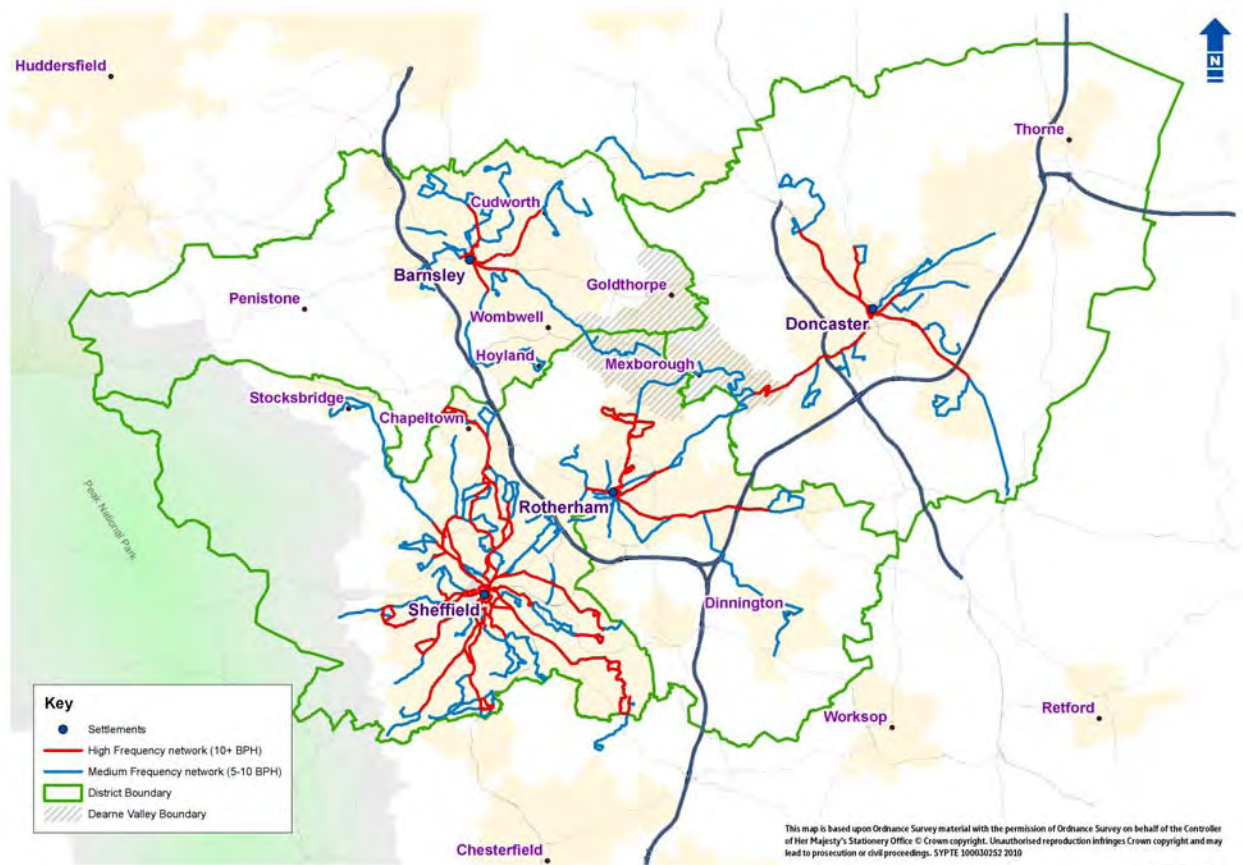 Huddersfield
N
Thorne
Cudworth
Barnsley
Goldthorpe
Penistone
Wombwell
Doncaster
Hoyland
Mexborough
Stocksbridge
Chapeltown
Peak National Park
Rotherham
Sheffield
Dinnington
Worksop
Retford
Chesterfield
Key
Settlements
High Frequency network (10+ BPH)
Medium Frequency network (5-10 BPH)
District Boundary
Dearne Valley Boundary
This map is based upon Ordnance Survey material with the permission of Ordnance Survey on behalf of the Controller
of Her Majesty's Stationery Office © Crown copyright. Unauthorised reproduction infringes Crown copyright and may
lead to prosecution or civil proceedings. SYPTE 100030252 2010